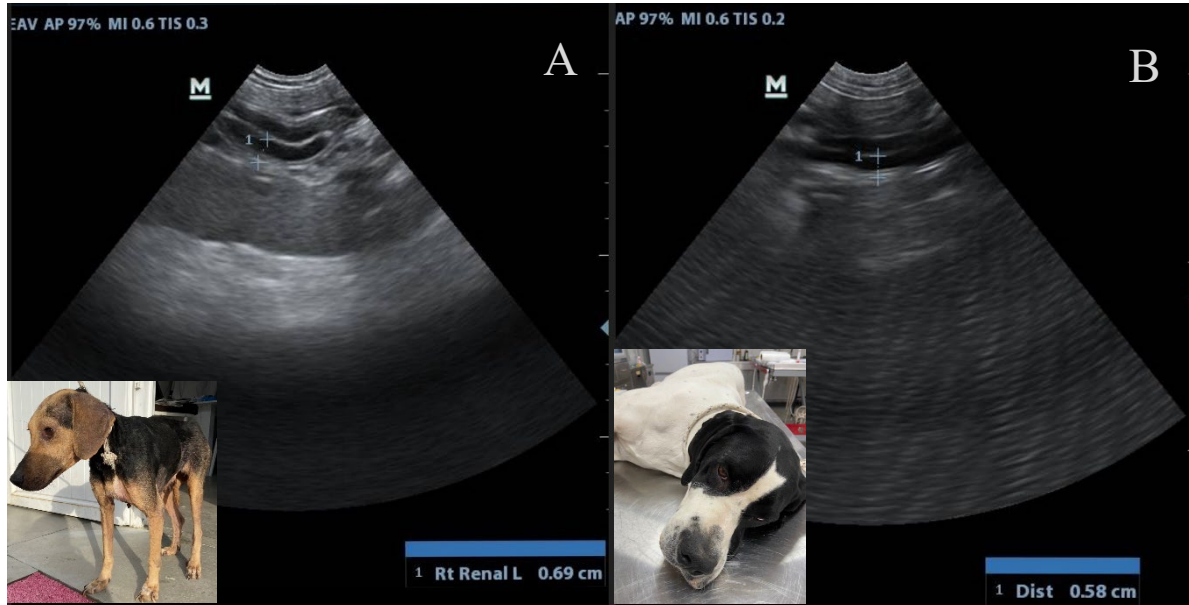 EAV AP 97% MI 0.6 TIS 0.3
A
M
1
1 Rt Renal L 0.69 cm
AP 97% MI 0.6 TIS 0.2
B
M
1
1 Dist 0.58 cm